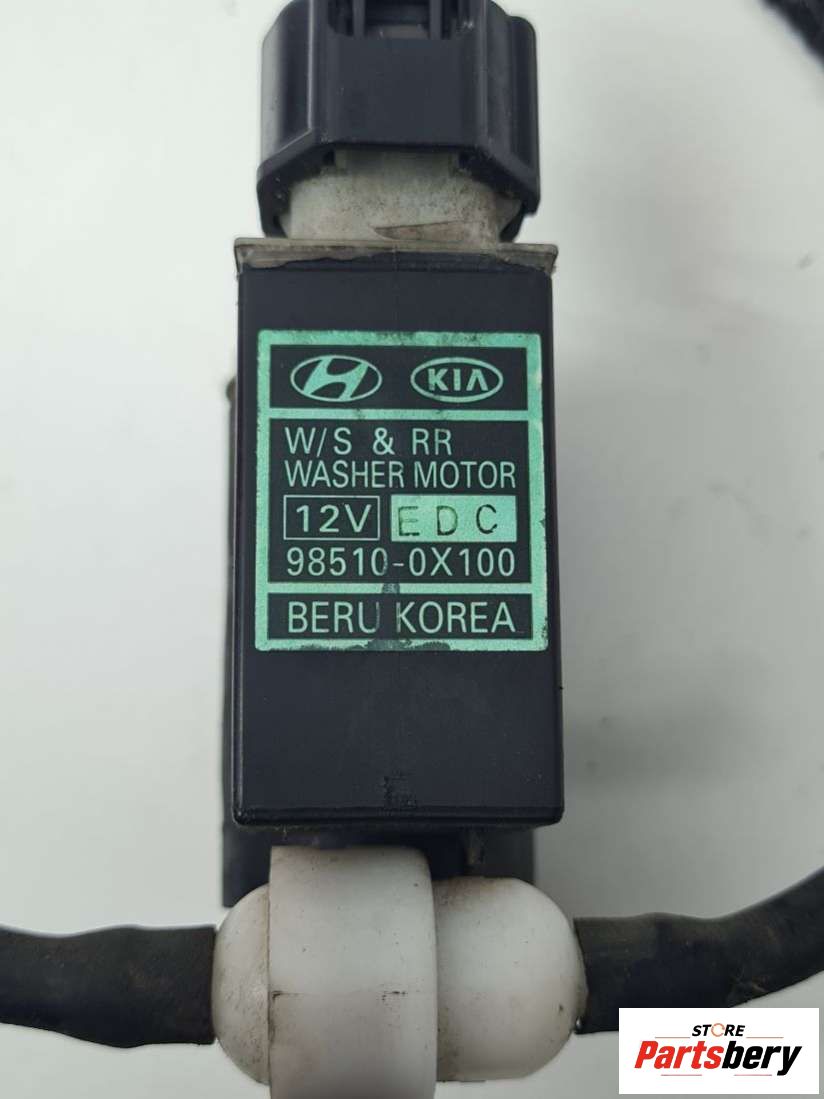 KIA
W/S & RR
WASHER MOTOR
12V EDC
98510-0X100
BERU KOREA
STORE
Partsbery